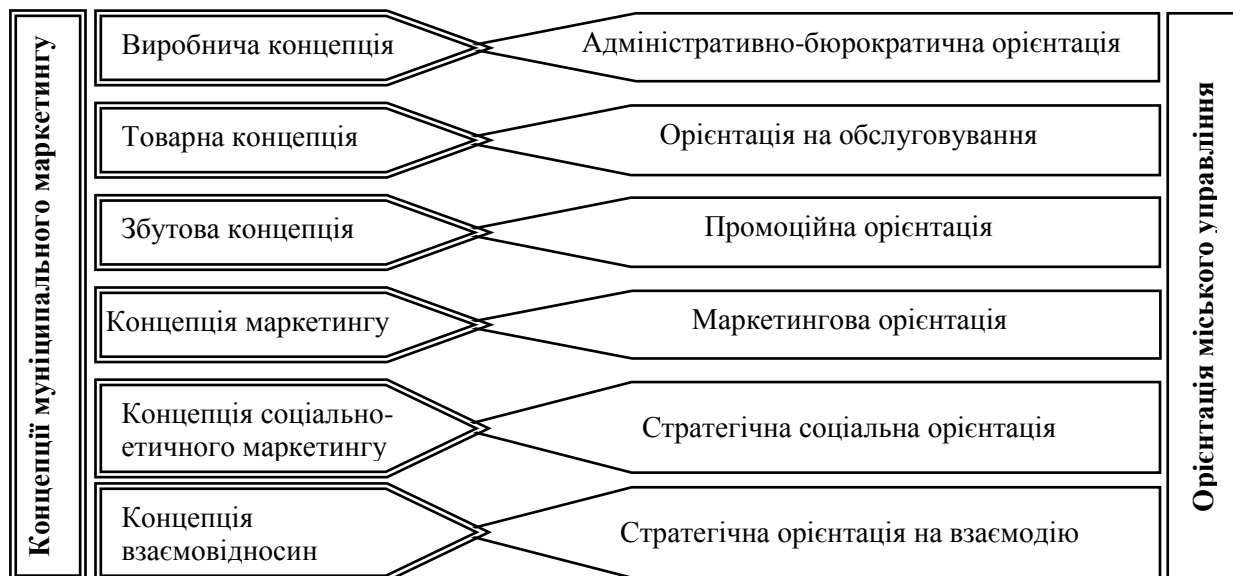 Концепції муніципального маркетингу
Виробнича концепція
Адміністративно-бюрократична орієнтація
Товарна концепція
Орієнтація на обслуговування
Збутова концепція
Промоційна орієнтація
Концепція маркетингу
Маркетингова орієнтація
Концепція соціально-
етичного маркетингу
Стратегічна соціальна орієнтація
Концепція
взаємовідносин
Стратегічна орієнтація на взаємодію
Орієнтація міського управління